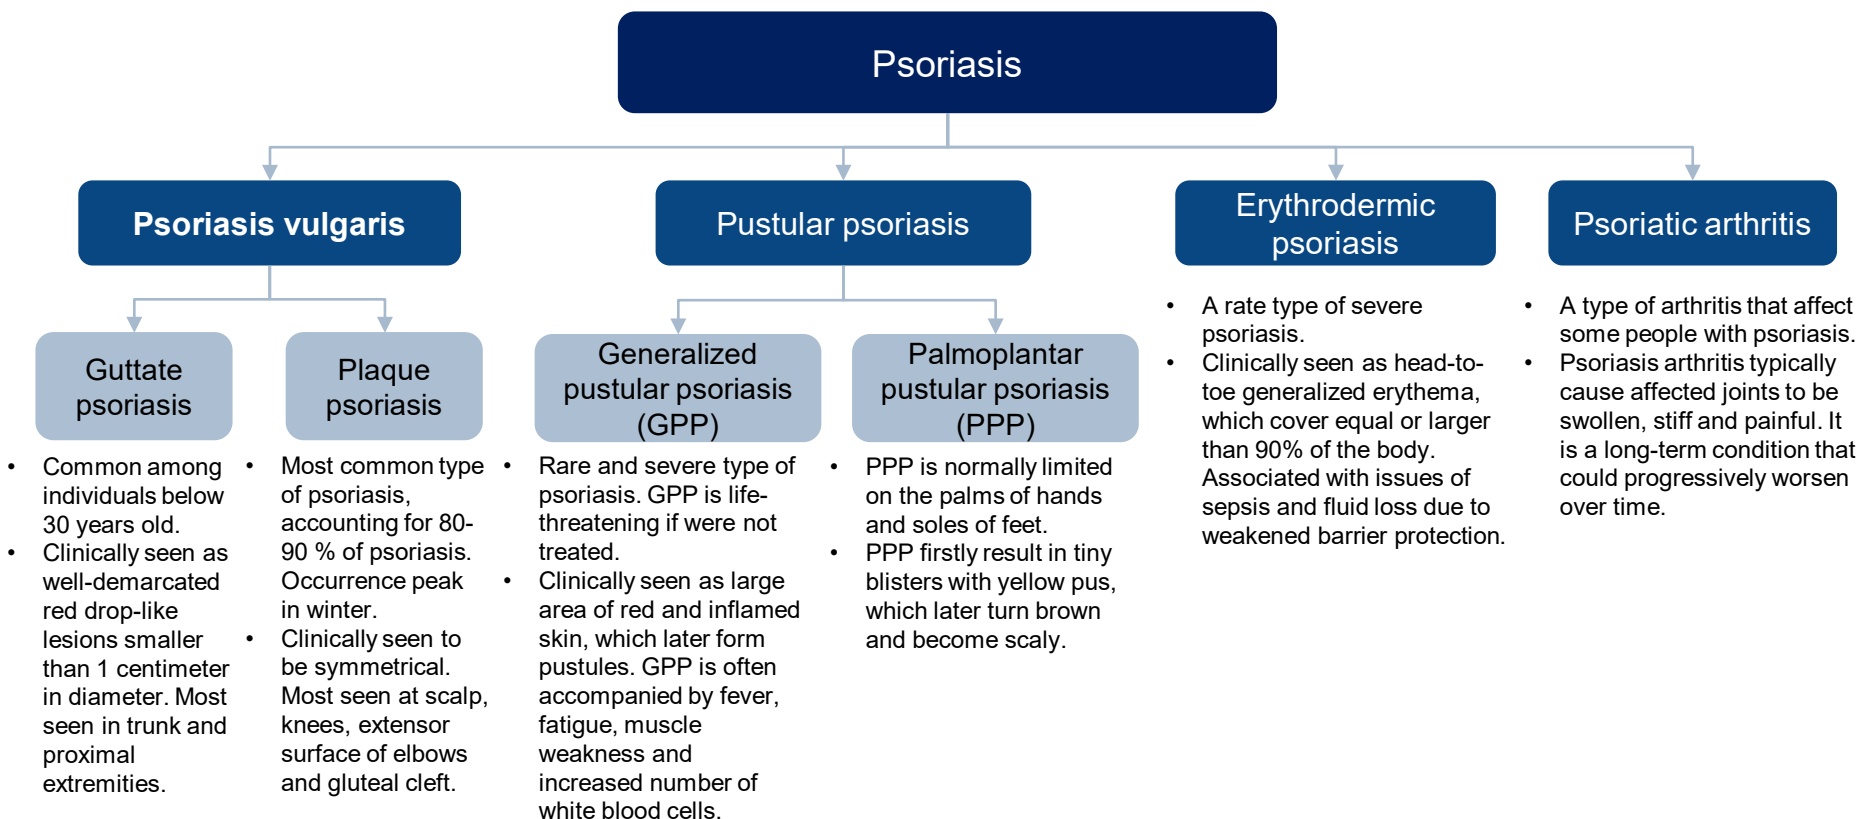 Psoriasis
Psoriasis vulgaris
Pustular psoriasis
Erythrodermic
psoriasis
Psoriatic arthritis
Guttate
psoriasis
Plaque
psoriasis
Generalized
pustular psoriasis
(GPP)
Palmoplantar
pustular psoriasis
(PPP)
• Common among
individuals below
30 years old.
• Clinically seen as
well-demarcated
red drop-like
lesions smaller
than 1 centimeter
in diameter. Most
seen in trunk and
proximal
extremities.
• Most common type
of psoriasis,
accounting for 80-
90 % of psoriasis.
Occurrence peak
in winter.
• Clinically seen to
be symmetrical.
Most seen at scalp,
knees, extensor
surface of elbows
and gluteal cleft.
• Rare and severe type of
psoriasis. GPP is life-
threatening if were not
treated.
• Clinically seen as large
area of red and inflamed
skin, which later form
pustules. GPP is often
accompanied by fever,
fatigue, muscle
weakness and
increased number of
white blood cells.
• PPP is normally limited
on the palms of hands
and soles of feet.
• PPP firstly result in tiny
blisters with yellow pus,
which later turn brown
and become scaly.
• A rate type of severe
psoriasis.
• Clinically seen as head-to-
toe generalized erythema,
which cover equal or larger
than 90% of the body.
Associated with issues of
sepsis and fluid loss due to
weakened barrier protection.
• A type of arthritis that affect
some people with psoriasis.
• Psoriasis arthritis typically
cause affected joints to be
swollen, stiff and painful. It
is a long-term condition that
could progressively worsen
over time.